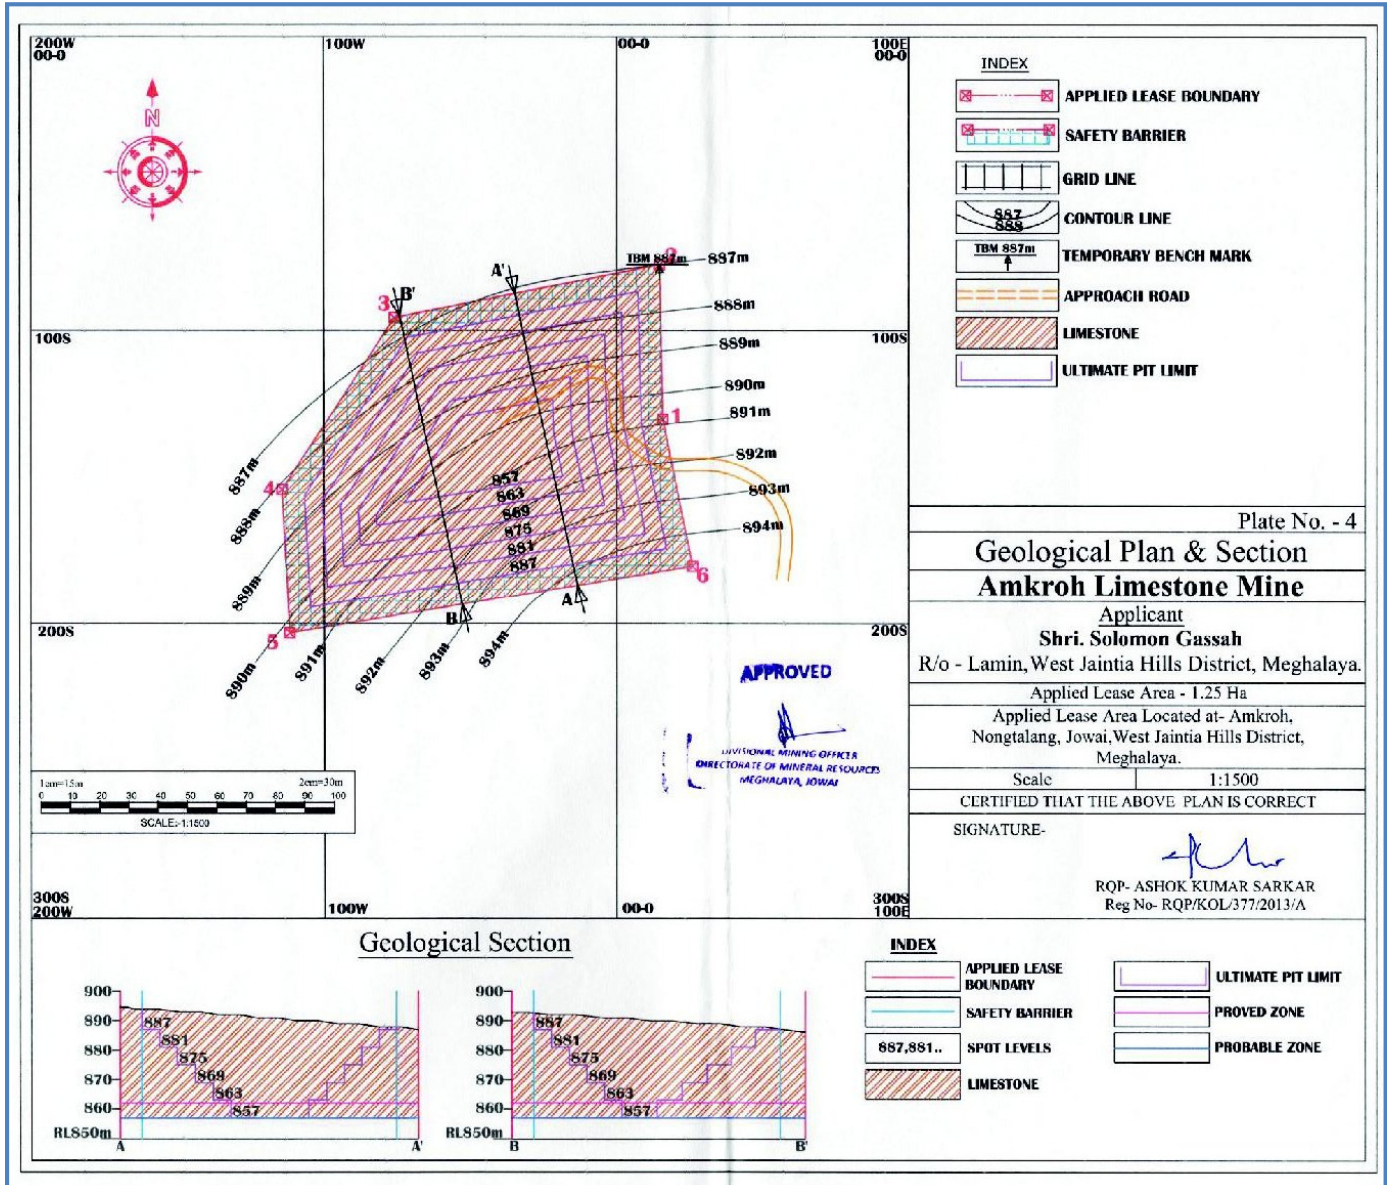 200W
00-0
100W
00-0
100E
00-0
N
INDEX
APPLIED LEASE BOUNDARY
SAFETY BARRIER
GRID LINE
887
888
CONTOUR LINE
TBM 887m
TEMPORARY BENCH MARK
APPROACH ROAD
LIMESTONE
ULTIMATE PIT LIMIT
TBM 887m
2
887m
A'
B'
3
888m
100S
100S
889m
890m
1
891m
892m
887m
4
893m
888m
894m
857
863
869
875
881
887
6
889m
A
B
5
200S
200S
890m
891m
892m
893m
894m
Plate No. - 4
Geological Plan & Section
Amkroh Limestone Mine
Applicant
Shri. Solomon Gassah
R/o - Lamin, West Jaintia Hills District, Meghalaya.
Applied Lease Area - 1.25 Ha
Applied Lease Area Located at- Amkroh,
Nongtalang, Jowai,West Jaintia Hills District,
Meghalaya.
Scale 1:1500
CERTIFIED THAT THE ABOVE PLAN IS CORRECT
SIGNATURE-
RQP- ASHOK KUMAR SARKAR
Reg No- RQP/KOL/377/2013/A
APPROVED
DIVISIONAL MINING OFFICER
DIRECTORATE OF MINERAL RESOURCES
MEGHALAYA, JOWAI
1cm=15m 2cm=30m
0 10 20 30 40 50 60 70 80 90 100
SCALE:-1:1500
300S
200W
100W
00-0
300S
100E
Geological Section
900
890
880
870
860
RL850m
887
881
875
869
863
857
A
A'
900
890
880
870
860
RL850m
887
881
875
869
863
857
B
B'
INDEX
APPLIED LEASE
BOUNDARY
SAFETY BARRIER
887,881..
SPOT LEVELS
LIMESTONE
ULTIMATE PIT LIMIT
PROVED ZONE
PROBABLE ZONE